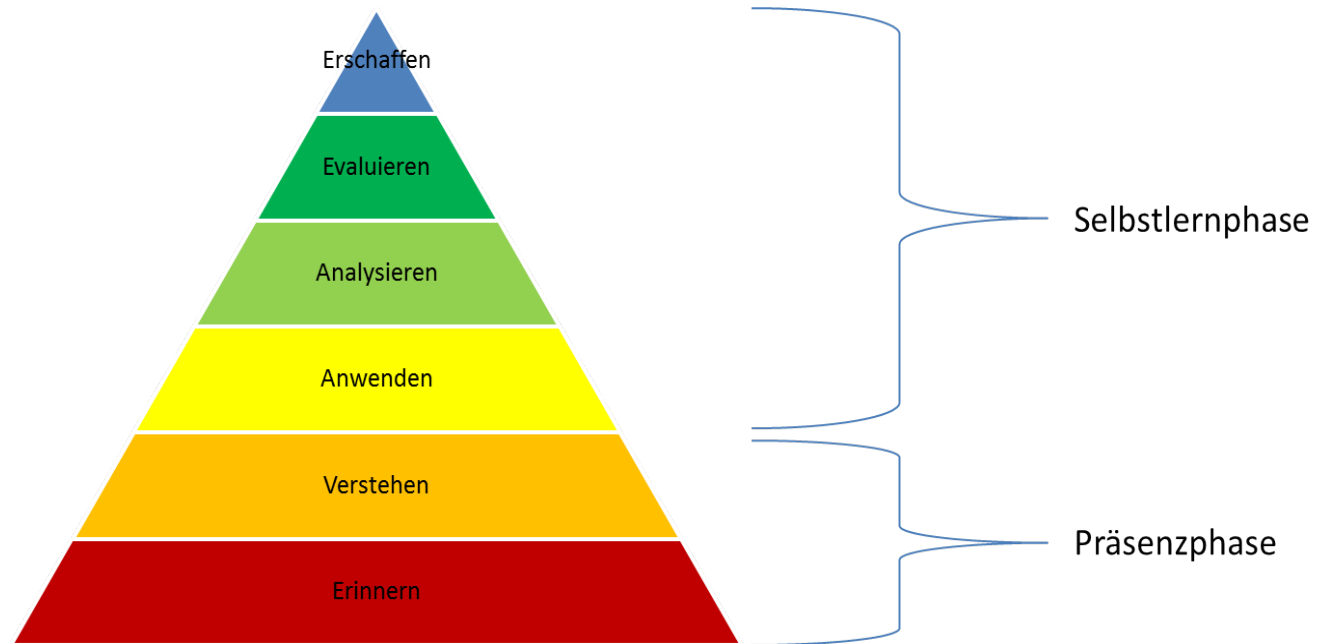 Erschaffen
Evaluieren
Analysieren
Anwenden
Verstehen
Erinnern
Selbstlernphase
Präsenzphase